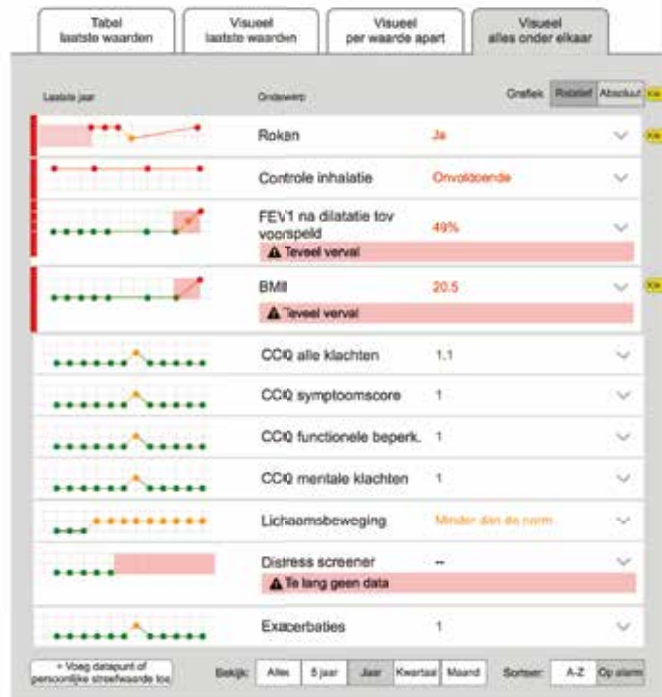 Tabel
laatste waarden
Visueel
laatste waarden
Visueel
per waarde apart
Visueel
alles onder elkaar
Laatste jaar
Onderwerp
Grafiek
Relatief
Absoluut
Roken
Ja
Controle inhalatie
Onvoldoende
FEV1 na dilatatie tov
voorspeld
49%
Teveel verval
BMI
20.5
Teveel verval
CCQ alle klachten
1.1
CCQ symptoomscore
1
CCQ functionele beperk.
1
CCQ mentale klachten
1
Lichaamsbeweging
Minder dan de norm
Distress screener
--
Te lang geen data
Exacerbaties
1
+ Voeg datapunt of
persoonlijke streefwaarde toe
Bekijk:
Alles
5 jaar
Jaar
Kwartaal
Maand
Sorteer:
A-Z
Op alarm